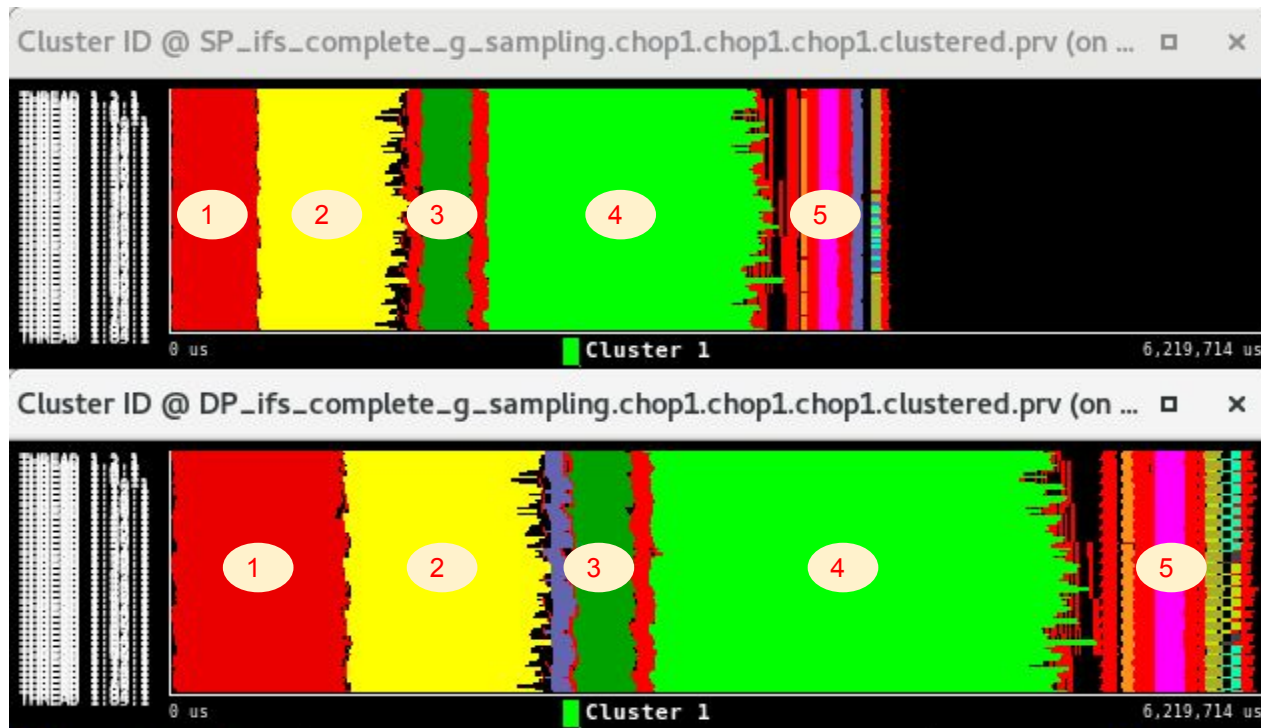 Cluster ID @ SP_ifs_complete_g_sampling.chop1.chop1.chop1.clustered.prv (on ...
1 2 3 4 5
0 us Cluster 1 6,219,714 us
Cluster ID @ DP_ifs_complete_g_sampling.chop1.chop1.chop1.clustered.prv (on ...
1 2 3 4 5
0 us Cluster 1 6,219,714 us